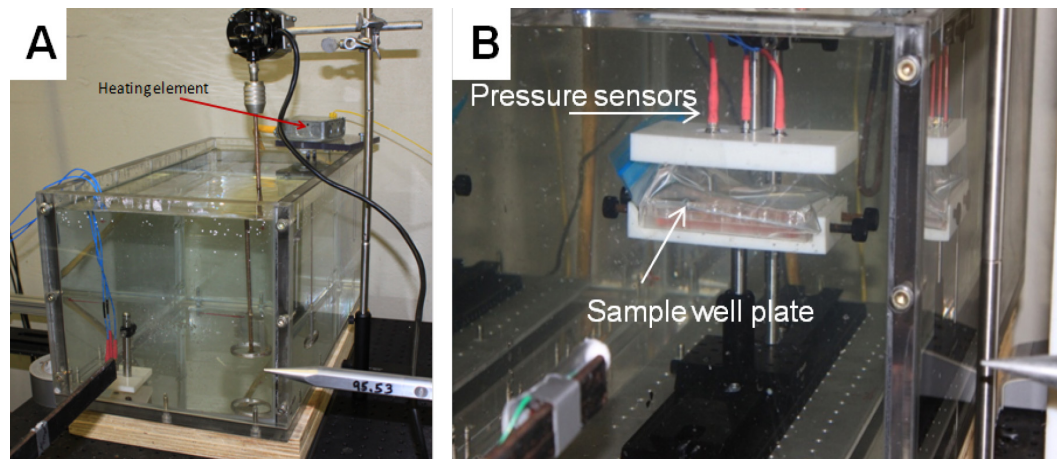 A
Heating element
95.53
B
Pressure sensors
Sample well plate